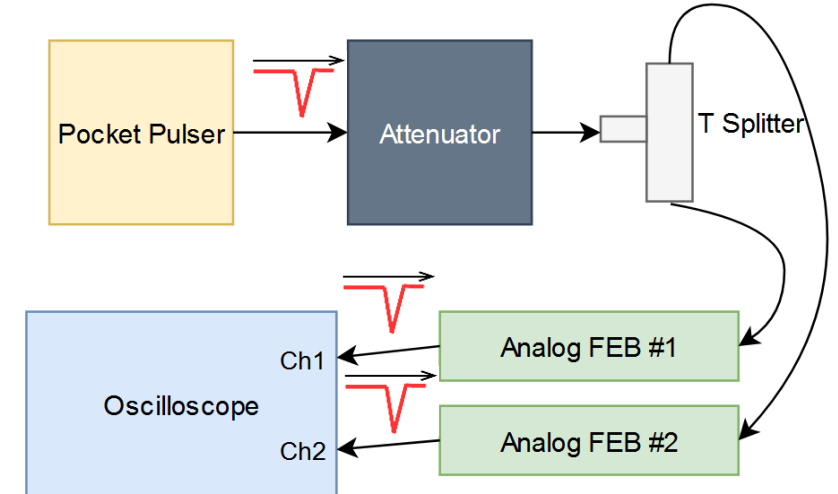 Pocket Pulser
Attenuator
T Splitter
Analog FEB #1
Ch1
Oscilloscope
Analog FEB #2
Ch2